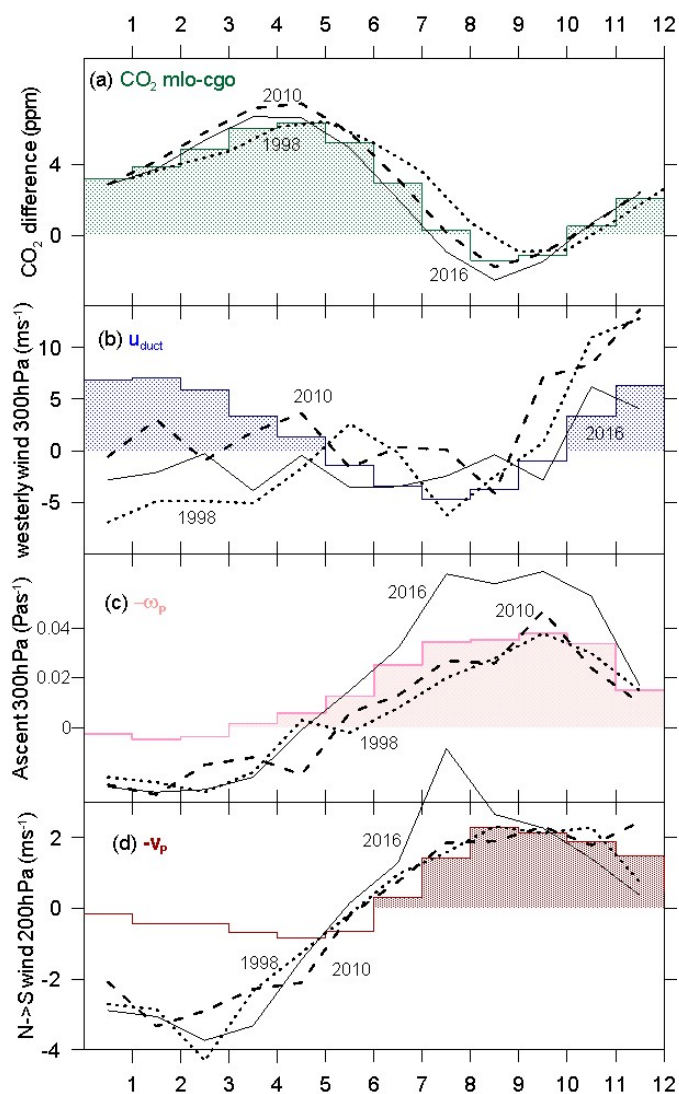 1 2 3 4 5 6 7 8 9 10 11 12
(a) CO₂ mlo-cgo
2010
1998
2016
4
0
CO₂ difference (ppm)
(b) u_duct
2010
2016
1998
10
5
0
-5
westerly wind 300hPa (ms⁻¹)
(c) -ω_p
2016
2010
1998
0.04
0.02
0
Ascent 300hPa (Pas⁻¹)
(d) -v_p
2016
1998
2010
2
0
-2
-4
N->S wind 200hPa (ms⁻¹)
1 2 3 4 5 6 7 8 9 10 11 12